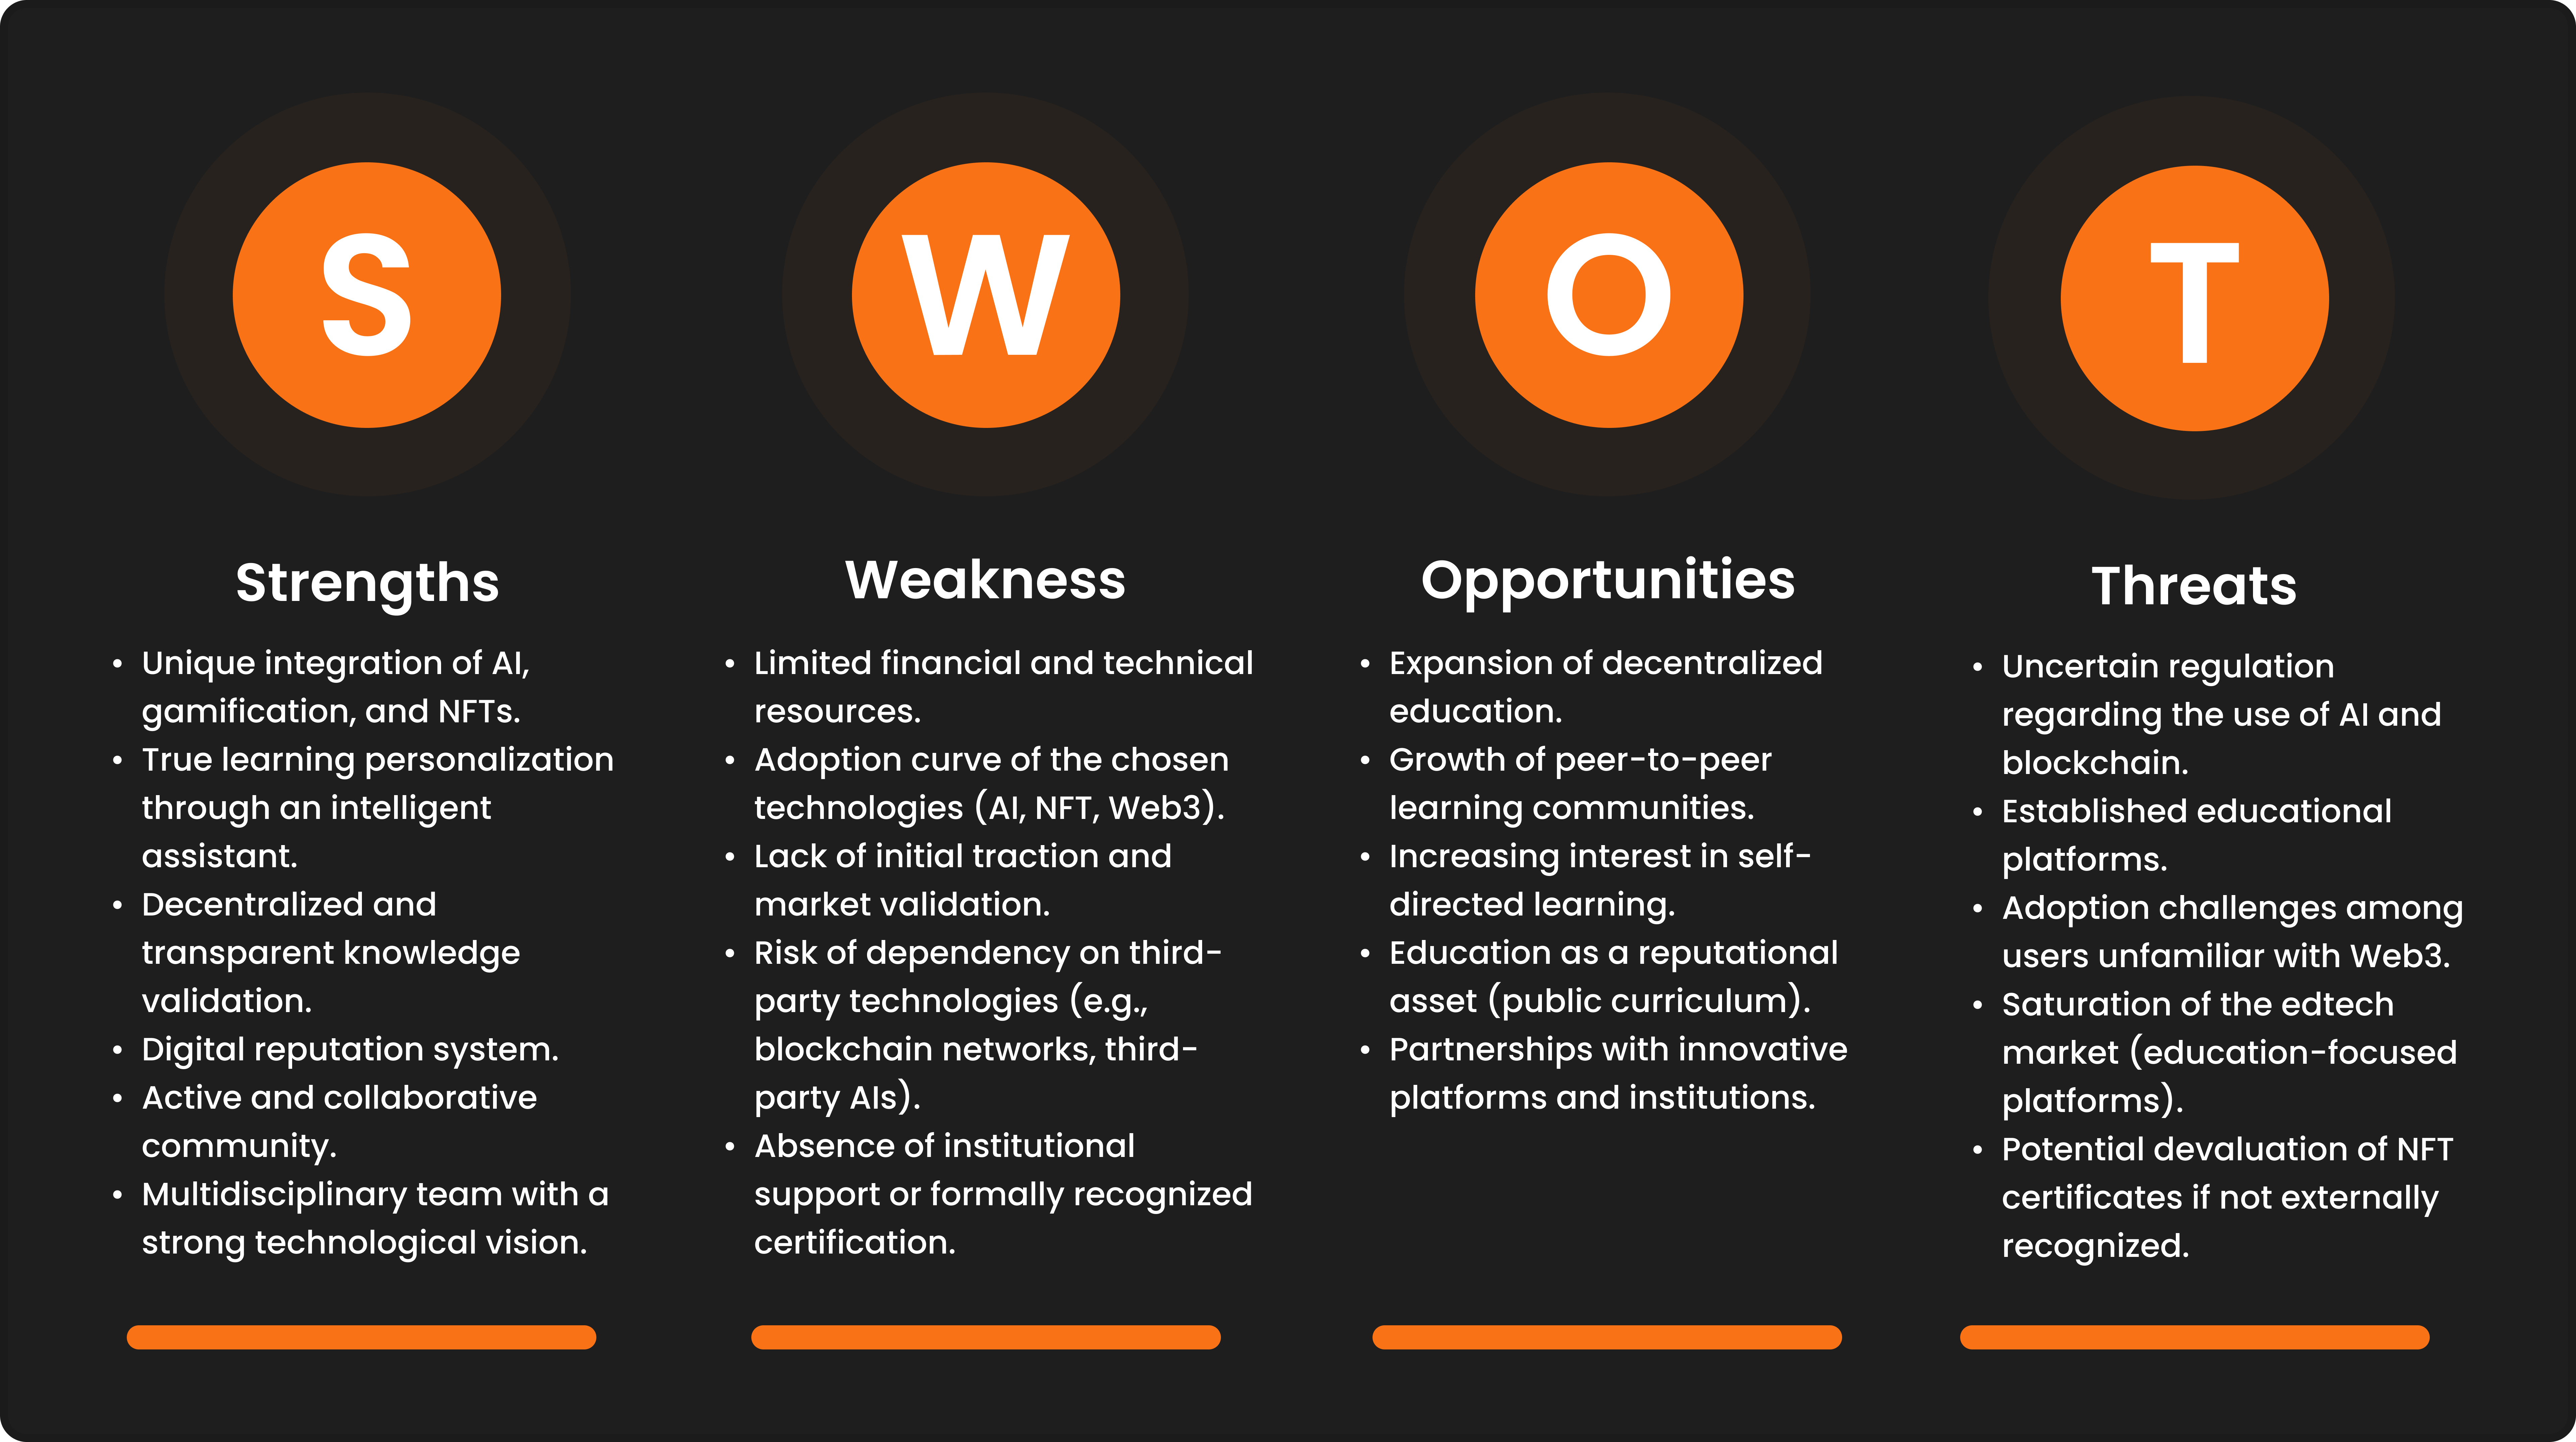 S
W
O
T
Strengths
• Unique integration of AI,
gamification, and NFTs.
• True learning personalization
through an intelligent
assistant.
• Decentralized and
transparent knowledge
validation.
• Digital reputation system.
• Active and collaborative
community.
• Multidisciplinary team with a
strong technological vision.
Weakness
• Limited financial and technical
resources.
• Adoption curve of the chosen
technologies (AI, NFT, Web3).
• Lack of initial traction and
market validation.
• Risk of dependency on third-
party technologies (e.g.,
blockchain networks, third-
party AIs).
• Absence of institutional
support or formally recognized
certification.
Opportunities
• Expansion of decentralized
education.
• Growth of peer-to-peer
learning communities.
• Increasing interest in self-
directed learning.
• Education as a reputational
asset (public curriculum).
• Partnerships with innovative
platforms and institutions.
Threats
• Uncertain regulation
regarding the use of AI and
blockchain.
• Established educational
platforms.
• Adoption challenges among
users unfamiliar with Web3.
• Saturation of the edtech
market (education-focused
platforms).
• Potential devaluation of NFT
certificates if not externally
recognized.